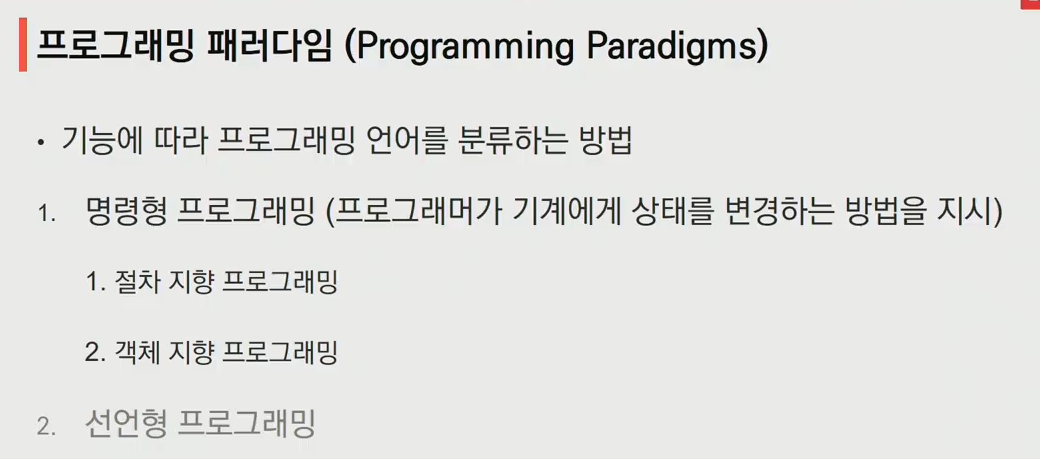 프로그래밍 패러다임 (Programming Paradigms)
• 기능에 따라 프로그래밍 언어를 분류하는 방법
1. 명령형 프로그래밍 (프로그래머가 기계에게 상태를 변경하는 방법을 지시)
1. 절차 지향 프로그래밍
2. 객체 지향 프로그래밍
2. 선언형 프로그래밍